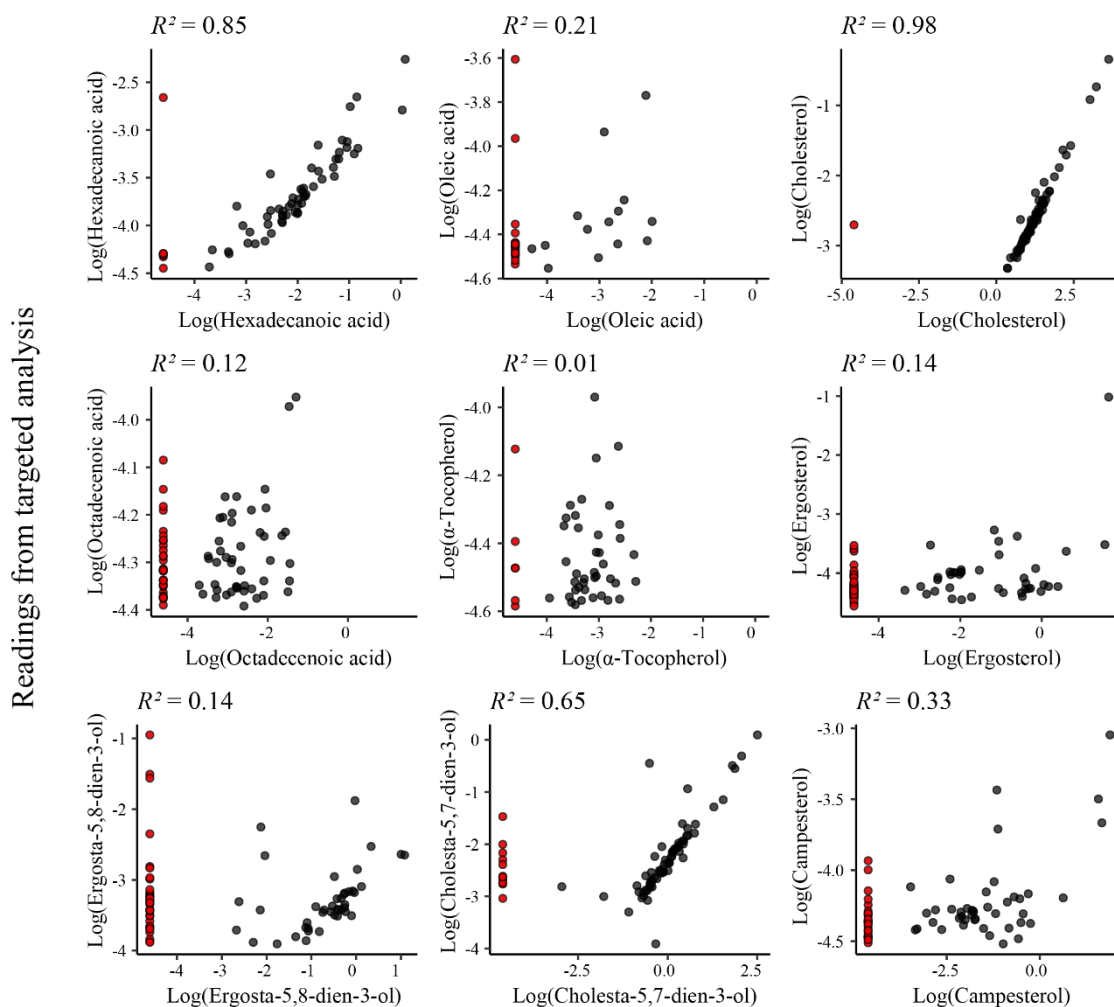 Readings from targeted analysis
R² = 0.85
Log(Hexadecanoic acid)
-2.5
-3.0
-3.5
-4.0
-4.5
-4 -3 -2 -1 0
Log(Hexadecanoic acid)
R² = 0.21
Log(Oleic acid)
-3.6
-3.8
-4.0
-4.2
-4.4
-4.6
-4 -3 -2 -1 0
Log(Oleic acid)
R² = 0.98
Log(Cholesterol)
-1
-2
-3
-5.0 -2.5 0.0 2.5
Log(Cholesterol)
R² = 0.12
Log(Octadecenoic acid)
-4.0
-4.1
-4.2
-4.3
-4.4
-4 -2 0
Log(Octadecenoic acid)
R² = 0.01
Log(α-Tocopherol)
-4.0
-4.2
-4.4
-4.6
-4 -3 -2 -1 0
Log(α-Tocopherol)
R² = 0.14
Log(Ergosterol)
-1
-2
-3
-4
-4 -2 0
Log(Ergosterol)
R² = 0.14
Log(Ergosta-5,8-dien-3-ol)
-1
-2
-3
-4
-4 -3 -2 -1 0 1
Log(Ergosta-5,8-dien-3-ol)
R² = 0.65
Log(Cholesta-5,7-dien-3-ol)
0
-1
-2
-3
-4
-2.5 0.0 2.5
Log(Cholesta-5,7-dien-3-ol)
R² = 0.33
Log(Campesterol)
-3.0
-3.5
-4.0
-4.5
-4 -2 0
Log(Campesterol)